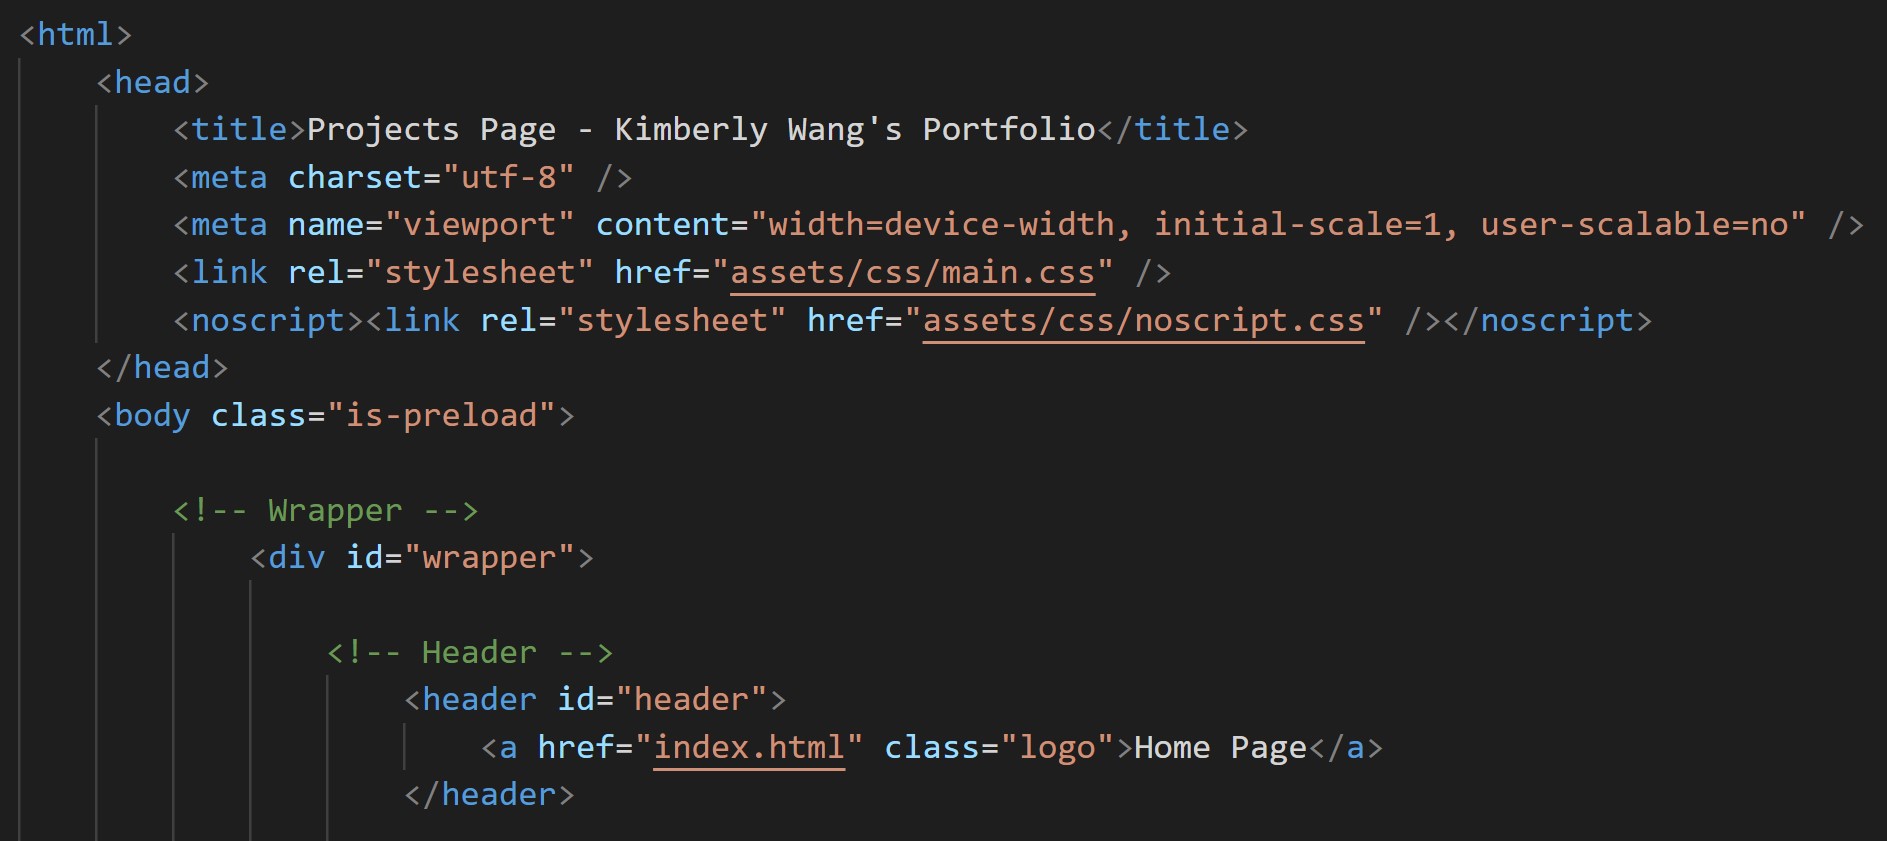 <html>
<head>
<title>Projects Page - Kimberly Wang's Portfolio</title>
<meta charset="utf-8" />
<meta name="viewport" content="width=device-width, initial-scale=1, user-scalable=no" />
<link rel="stylesheet" href="assets/css/main.css" />
<noscript><link rel="stylesheet" href="assets/css/noscript.css" /></noscript>
</head>
<body class="is-preload">
<!-- Wrapper -->
<div id="wrapper">
<!-- Header -->
<header id="header">
<a href="index.html" class="logo">Home Page</a>
</header>